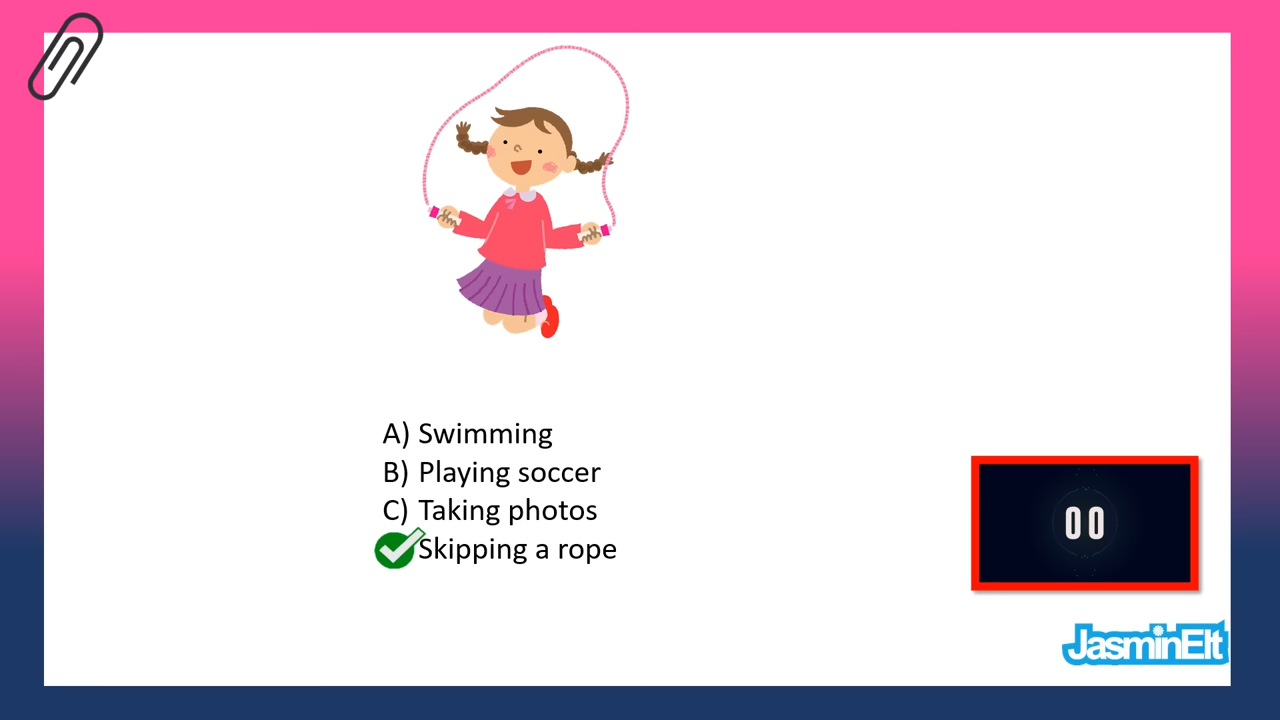 A) Swimming
B) Playing soccer
C) Taking photos
Skipping a rope
00
JasminElt